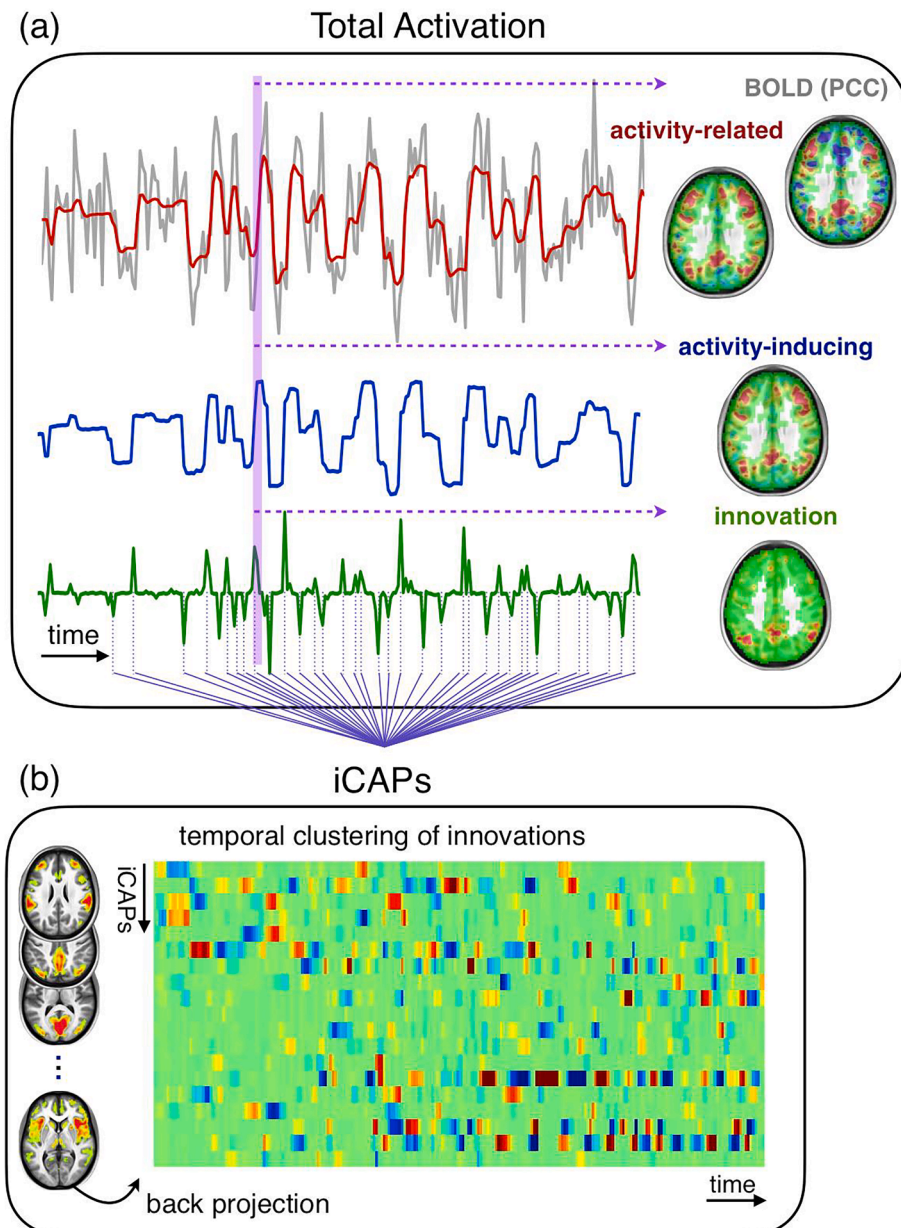 (a)
Total Activation
BOLD (PCC)
activity-related
activity-inducing
innovation
time
(b)
iCAPs
temporal clustering of innovations
iCAPs
time
back projection